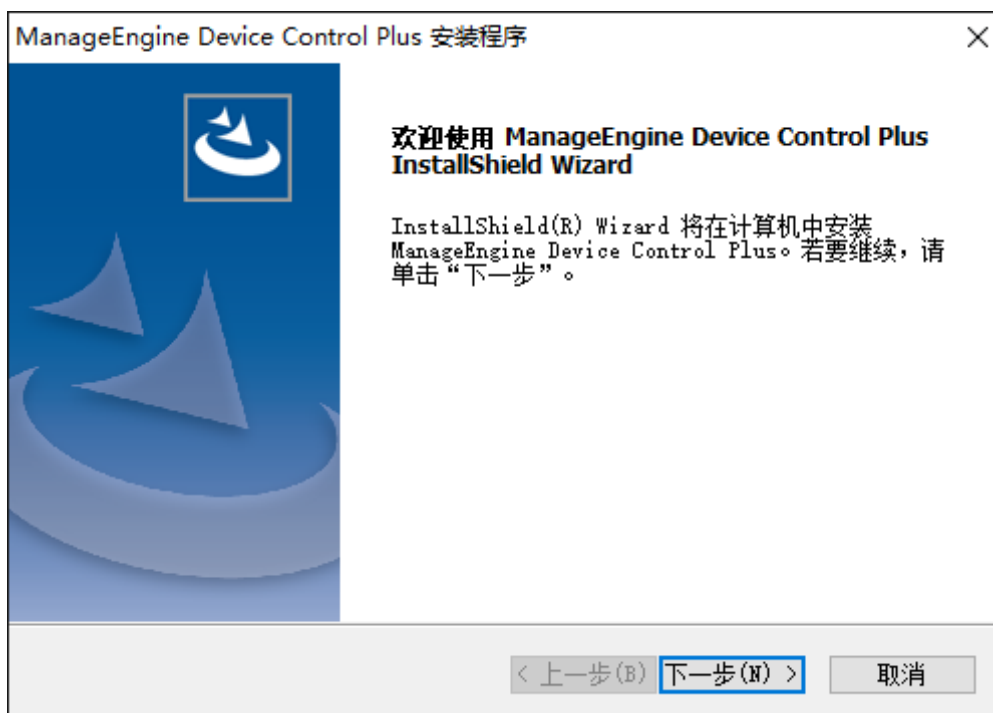 ManageEngine Device Control Plus 安装程序
欢迎使用 ManageEngine Device Control Plus
InstallShield Wizard
InstallShield(R) Wizard 将在计算机中安装
ManageEngine Device Control Plus。若要继续，请
单击“下一步”。
< 上一步(B) 下一步(N) > 取消